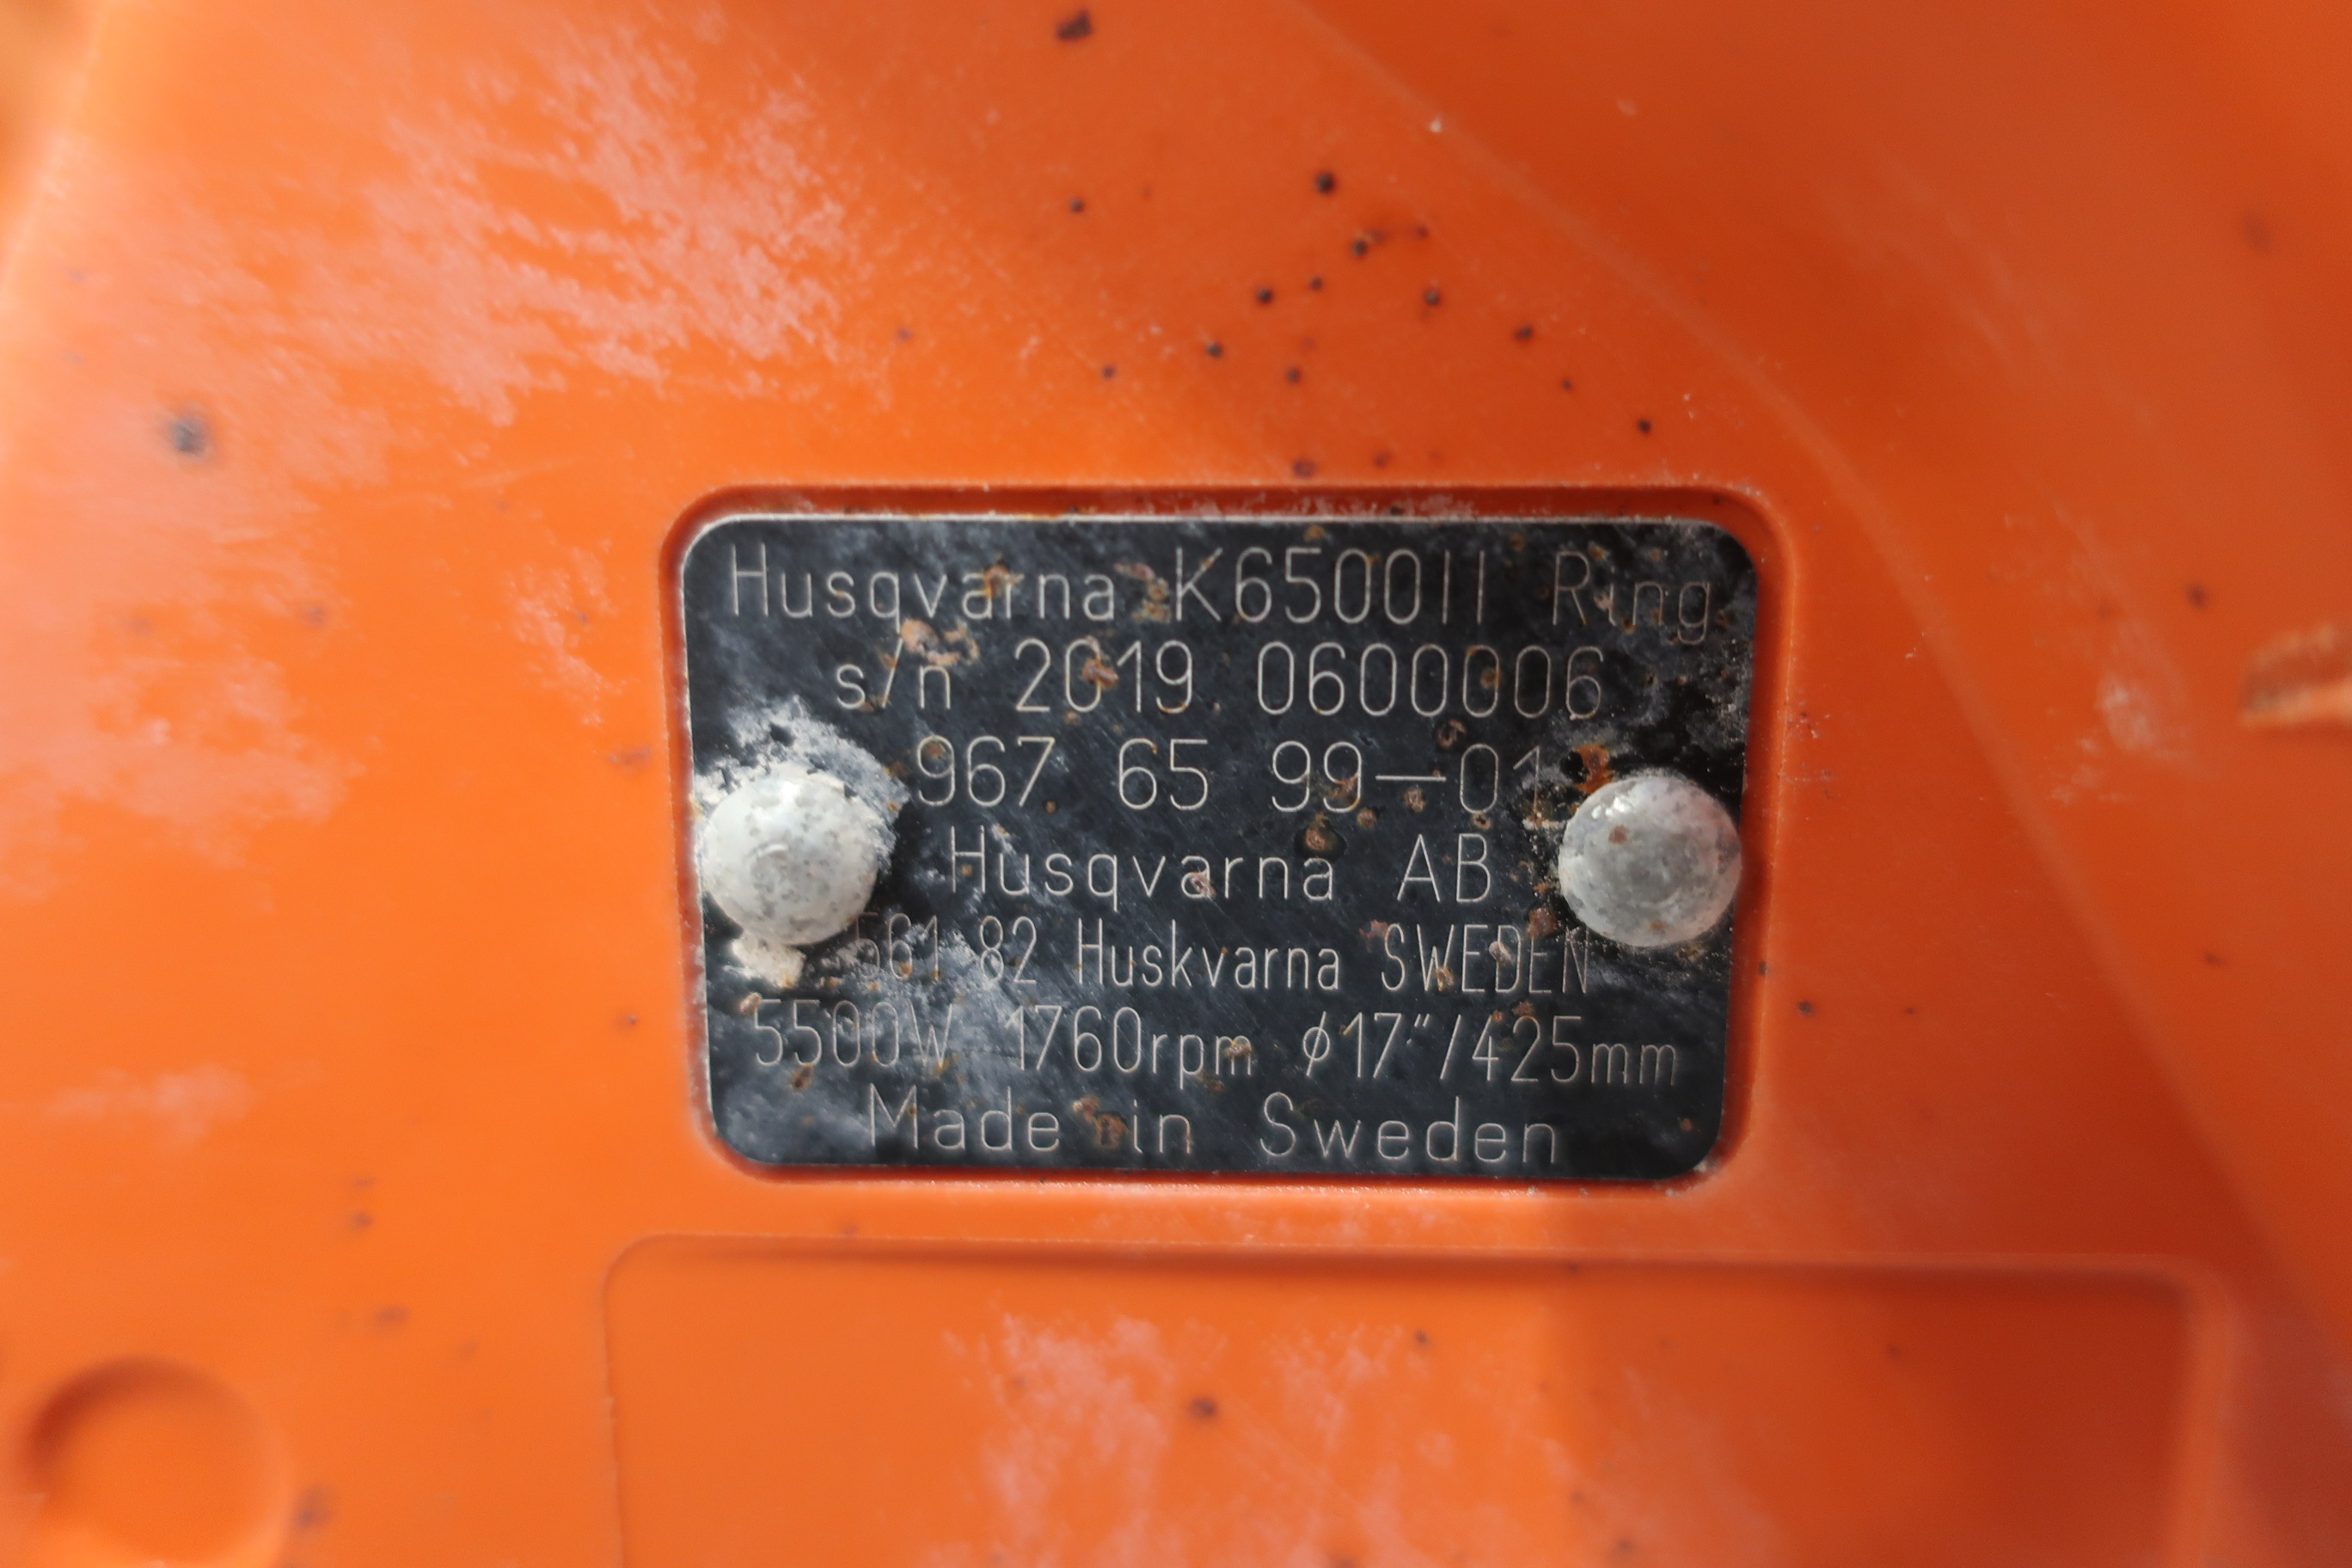 Husqvarna K6500II Ring
s/n 2019 0600006
967 65 99-01
Husqvarna AB
561 82 Huskvarna SWEDEN
5500W 1760rpm ϕ17"/425mm
Made in Sweden